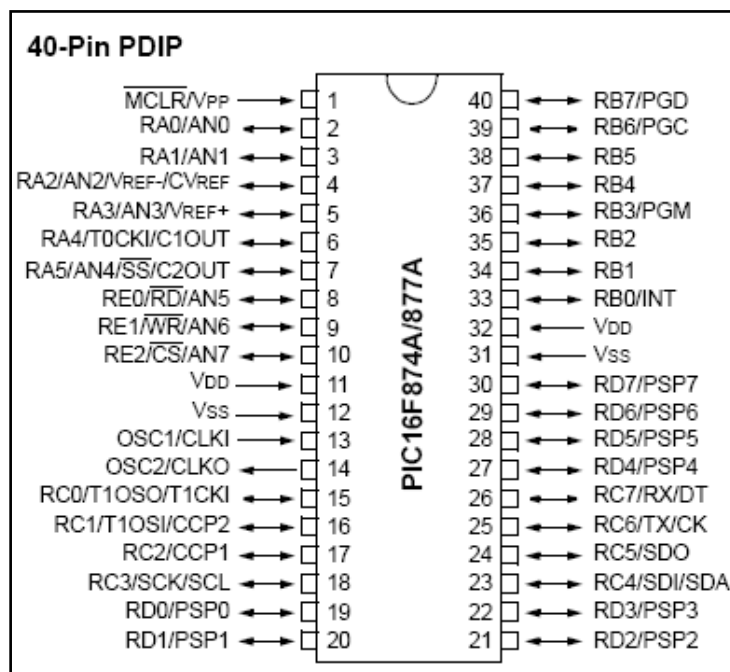 40-Pin PDIP
MCLR/VPP 1 40 RB7/PGD
RA0/AN0 2 39 RB6/PGC
RA1/AN1 3 38 RB5
RA2/AN2/VREF-/CVREF 4 37 RB4
RA3/AN3/VREF+ 5 36 RB3/PGM
RA4/T0CKI/C1OUT 6 35 RB2
RA5/AN4/SS/C2OUT 7 34 RB1
RE0/RD/AN5 8 33 RB0/INT
RE1/WR/AN6 9 32 VDD
RE2/CS/AN7 10 31 VSS
VDD 11 30 RD7/PSP7
VSS 12 29 RD6/PSP6
OSC1/CLKI 13 28 RD5/PSP5
OSC2/CLKO 14 27 RD4/PSP4
RC0/T1OSO/T1CKI 15 26 RC7/RX/DT
RC1/T1OSI/CCP2 16 25 RC6/TX/CK
RC2/CCP1 17 24 RC5/SDO
RC3/SCK/SCL 18 23 RC4/SDI/SDA
RD0/PSP0 19 22 RD3/PSP3
RD1/PSP1 20 21 RD2/PSP2
PIC16F874A/877A